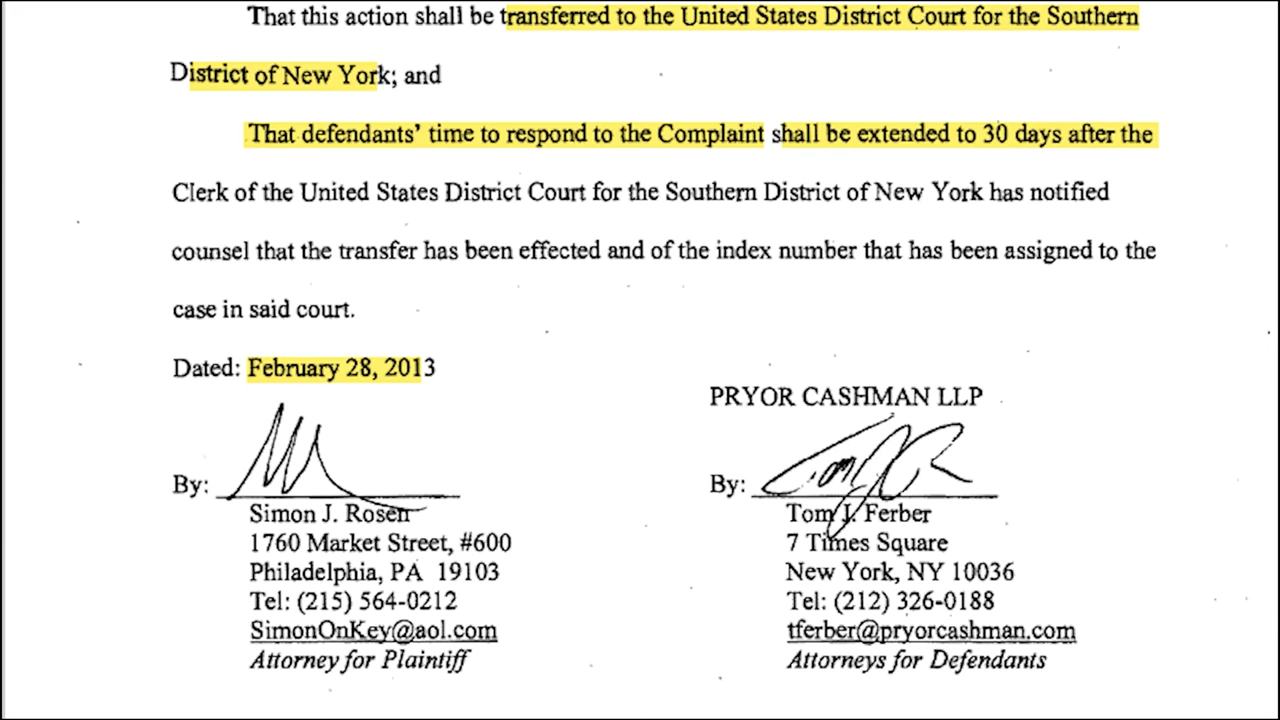 That this action shall be transferred to the United States District Court for the Southern
District of New York; and
That defendants' time to respond to the Complaint shall be extended to 30 days after the
Clerk of the United States District Court for the Southern District of New York has notified
counsel that the transfer has been effected and of the index number that has been assigned to the
case in said court.
Dated: February 28, 2013
PRYOR CASHMAN LLP
By:
Simon J. Rosen
1760 Market Street, #600
Philadelphia, PA 19103
Tel: (215) 564-0212
SimonOnKey@aol.com
Attorney for Plaintiff
By:
Tom J. Ferber
7 Times Square
New York, NY 10036
Tel: (212) 326-0188
tferber@pryorcashman.com
Attorneys for Defendants